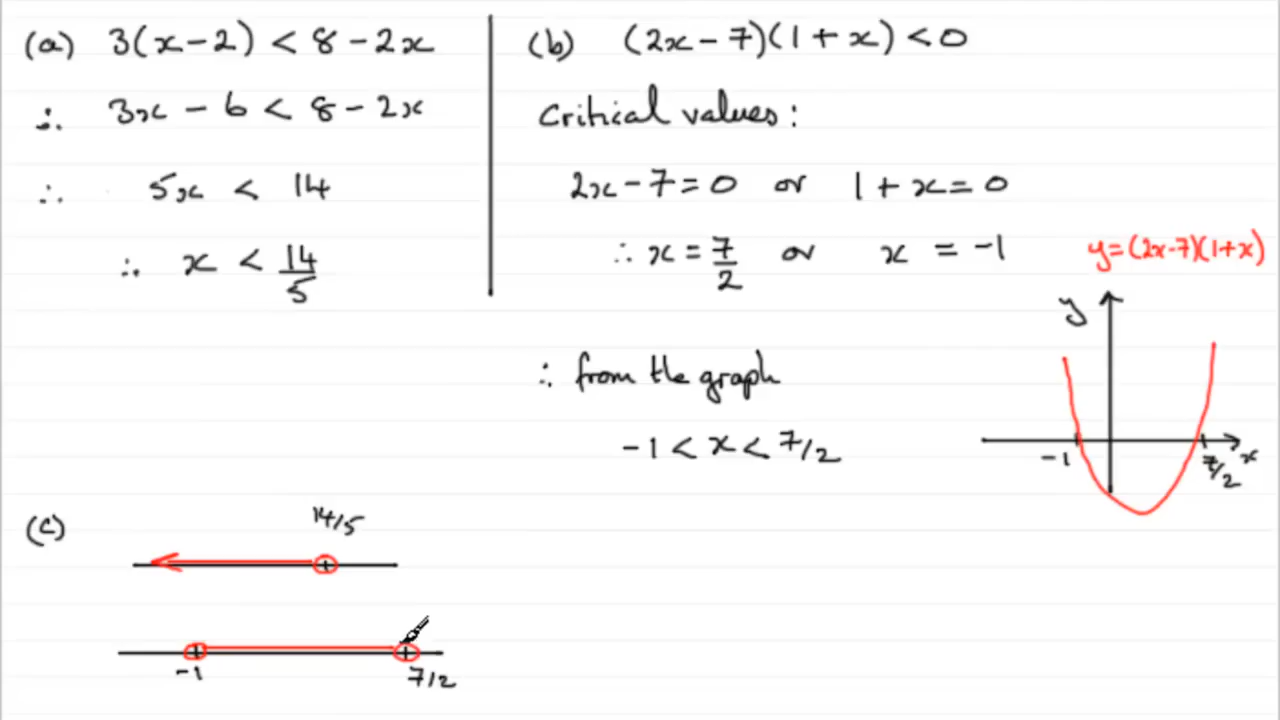 (a) 3(x-2) < 8-2x
∴ 3x - 6 < 8 - 2x
∴ 5x < 14
∴ x < 14/5
(b) (2x-7)(1+x) < 0
Critical values:
2x-7=0 or 1+x=0
∴ x = 7/2 or x = -1
y=(2x-7)(1+x)
y
-1
7/2
x
∴ from the graph
-1 < x < 7/2
(c)
14/5
-1
7/2